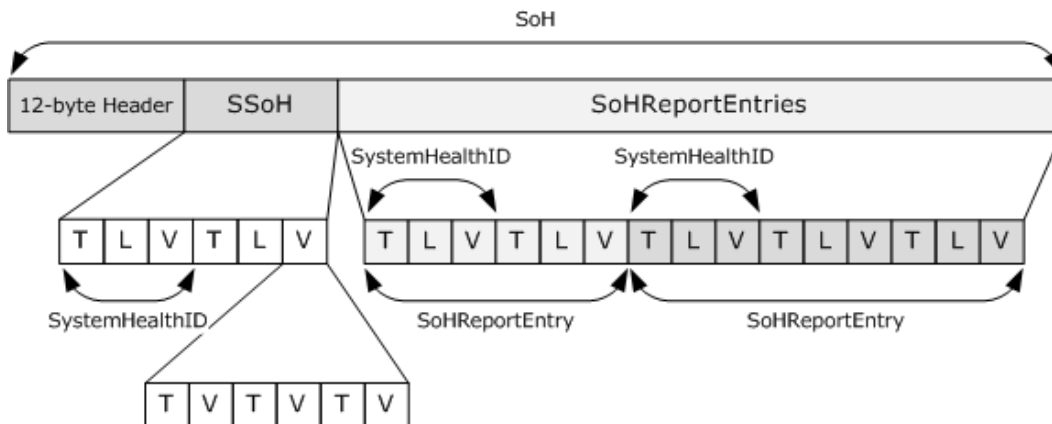 SoH
12-byte Header SSoH SoHReportEntries
SystemHealthID SystemHealthID
T L V T L V T L V T L V T L V T L V T L V
SystemHealthID SoHReportEntry SoHReportEntry
T V T V T V